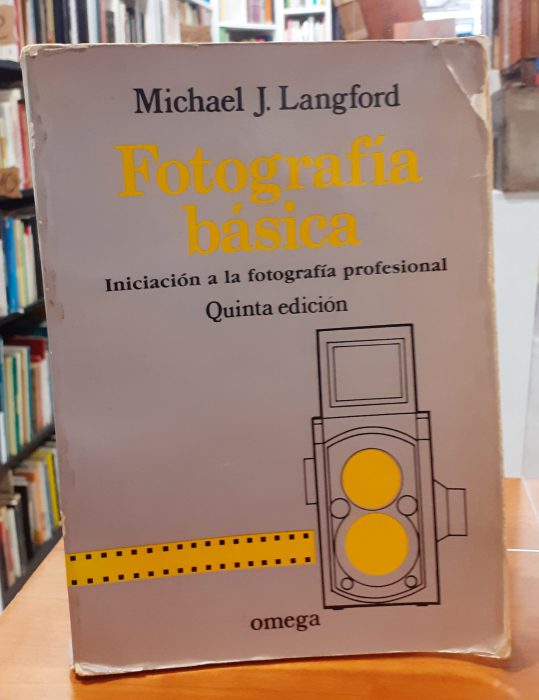 Michael J. Langford
Fotografía
básica
Iniciación a la fotografía profesional
Quinta edición
omega